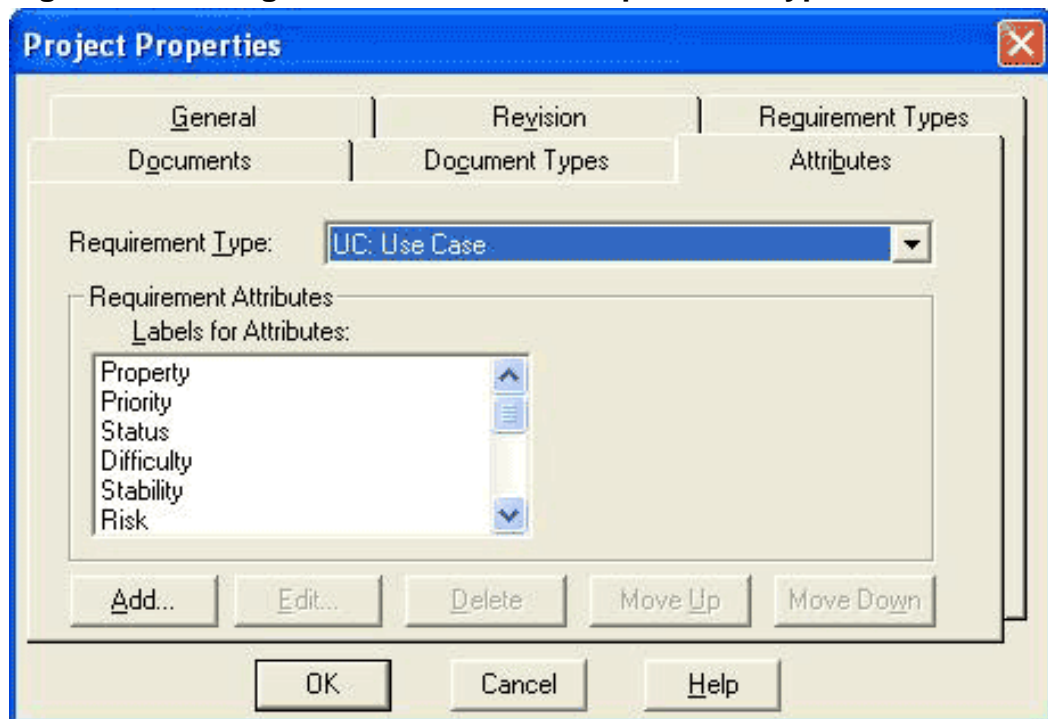 Project Properties
General Revision Requirement Types
Documents Document Types Attributes
Requirement Type: UC: Use Case
Requirement Attributes
Labels for Attributes:
Property
Priority
Status
Difficulty
Stability
Risk
Add... Edit... Delete Move Up Move Down
OK Cancel Help